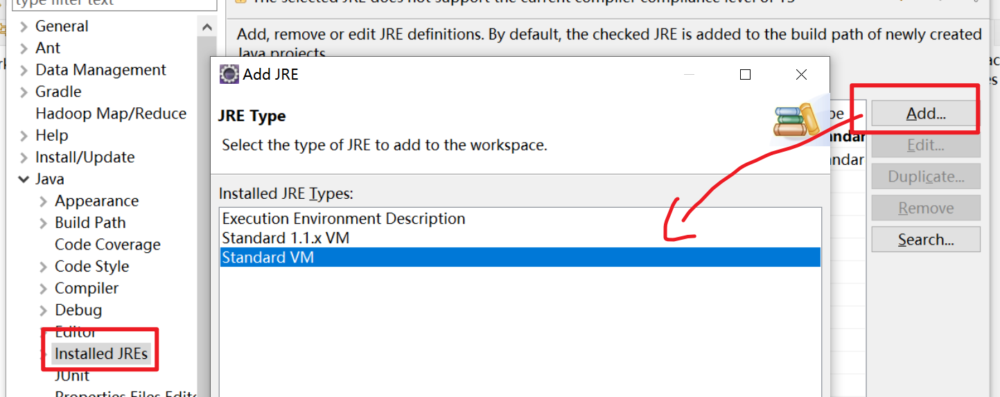 type filter text
The selected JRE does not support the current compiler compliance level of 15
General
Ant
Data Management
Gradle
Hadoop Map/Reduce
Help
Install/Update
Java
Appearance
Build Path
Code Coverage
Code Style
Compiler
Debug
Editor
Installed JREs
JUnit
Properties Files Edit
Add, remove or edit JRE definitions. By default, the checked JRE is added to the build path of newly created
Java projects
Add JRE
JRE Type
Select the type of JRE to add to the workspace.
Installed JRE Types:
Execution Environment Description
Standard 1.1.x VM
Standard VM
Add...
Edit...
Duplicate...
Remove
Search...